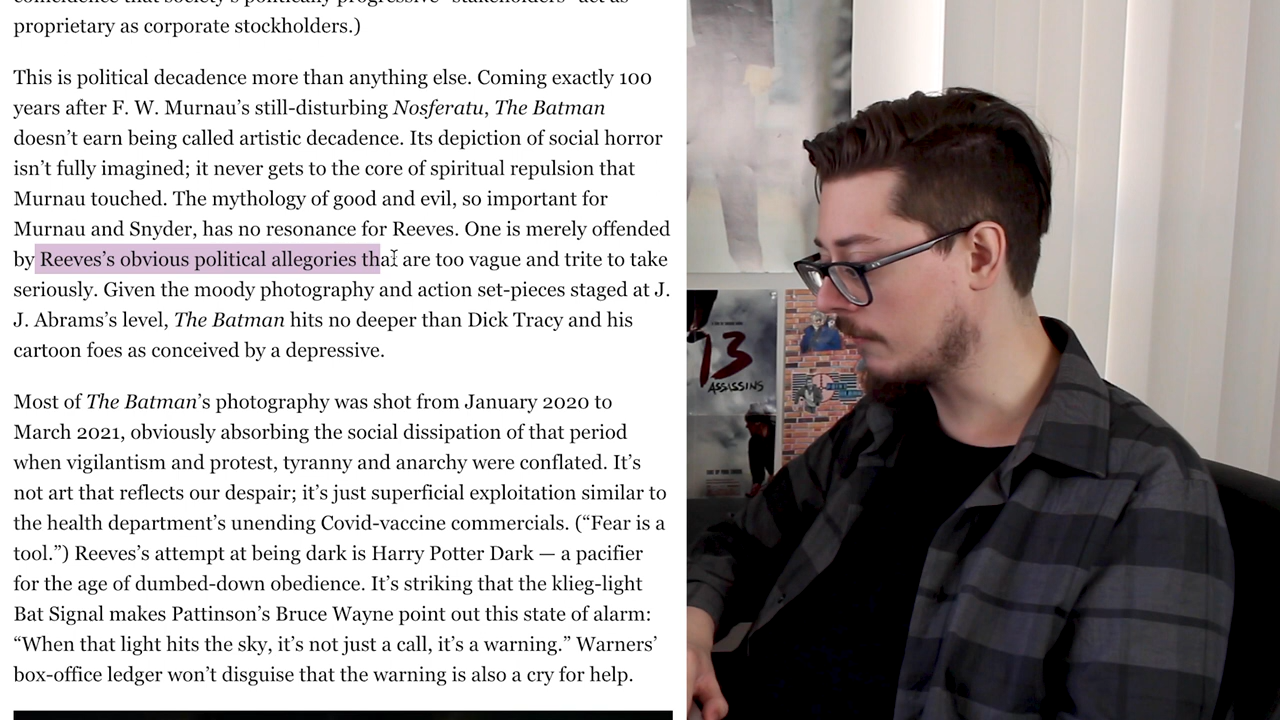 coincidence that society's politically progressive "stakeholders" act as
proprietary as corporate stockholders.)
This is political decadence more than anything else. Coming exactly 100
years after F. W. Murnau’s still-disturbing Nosferatu, The Batman
doesn’t earn being called artistic decadence. Its depiction of social horror
isn’t fully imagined; it never gets to the core of spiritual repulsion that
Murnau touched. The mythology of good and evil, so important for
Murnau and Snyder, has no resonance for Reeves. One is merely offended
by Reeves’s obvious political allegories that are too vague and trite to take
seriously. Given the moody photography and action set-pieces staged at J.
J. Abrams’s level, The Batman hits no deeper than Dick Tracy and his
cartoon foes as conceived by a depressive.
Most of The Batman’s photography was shot from January 2020 to
March 2021, obviously absorbing the social dissipation of that period
when vigilantism and protest, tyranny and anarchy were conflated. It’s
not art that reflects our despair; it’s just superficial exploitation similar to
the health department’s unending Covid-vaccine commercials. (“Fear is a
tool.”) Reeves’s attempt at being dark is Harry Potter Dark — a pacifier
for the age of dumbed-down obedience. It’s striking that the klieg-light
Bat Signal makes Pattinson’s Bruce Wayne point out this state of alarm:
“When that light hits the sky, it’s not just a call, it’s a warning.” Warners’
box-office ledger won’t disguise that the warning is also a cry for help.
13
ASSASSINS